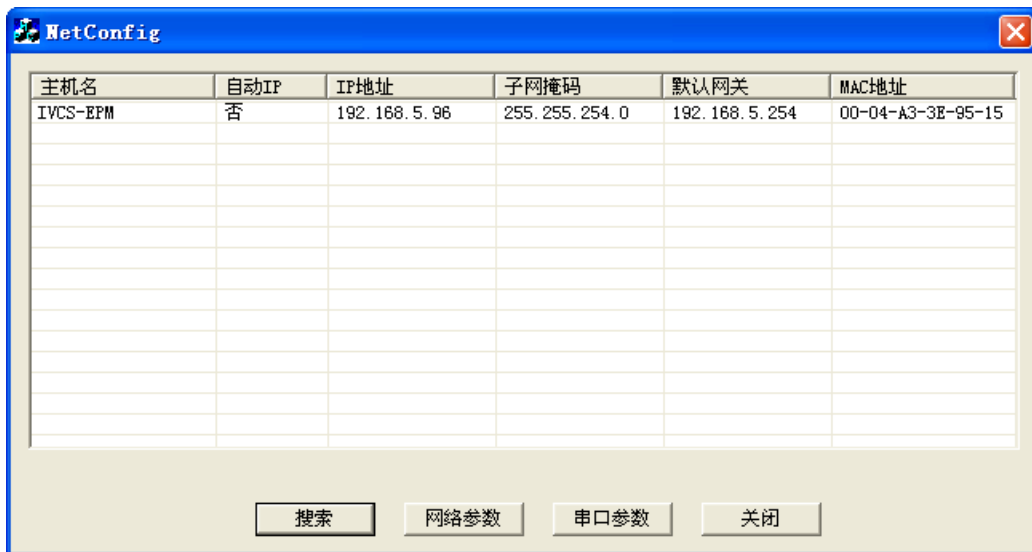 NetConfig
主机名 自动IP IP地址 子网掩码 默认网关 MAC地址
IVCS-EPM 否 192.168.5.96 255.255.254.0 192.168.5.254 00-04-A3-3E-95-15
搜索 网络参数 串口参数 关闭